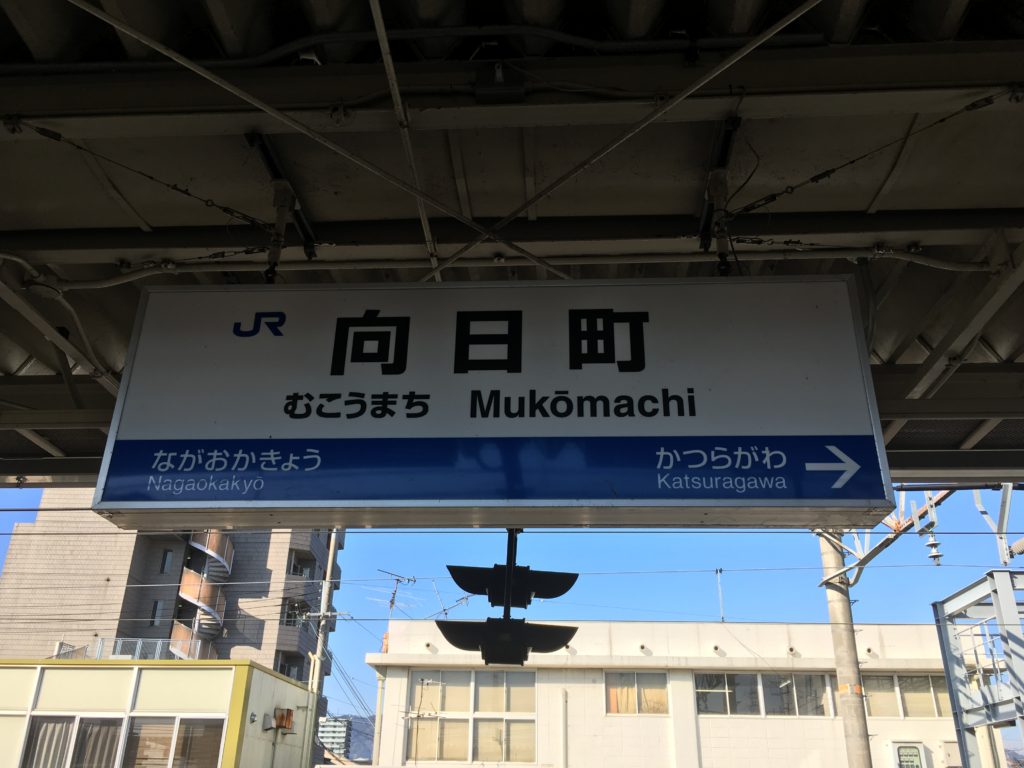 JR 向日町
むこうまち Mukōmachi
ながおかきょう かつらがわ →
Nagaokakyō Katsuragawa